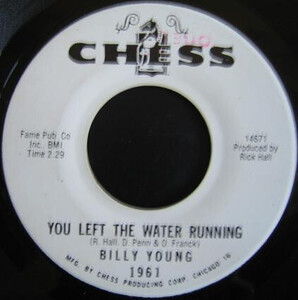 CHESS
Fame Pub. Co
Inc., BMI
Time 2:29
14671
Produced by
Rick Hall
YOU LEFT THE WATER RUNNING
(R. Hall, D. Penn & O. Franck)
BILLY YOUNG
1961
MFG. BY CHESS PRODUCING CORP. CHICAGO - 16